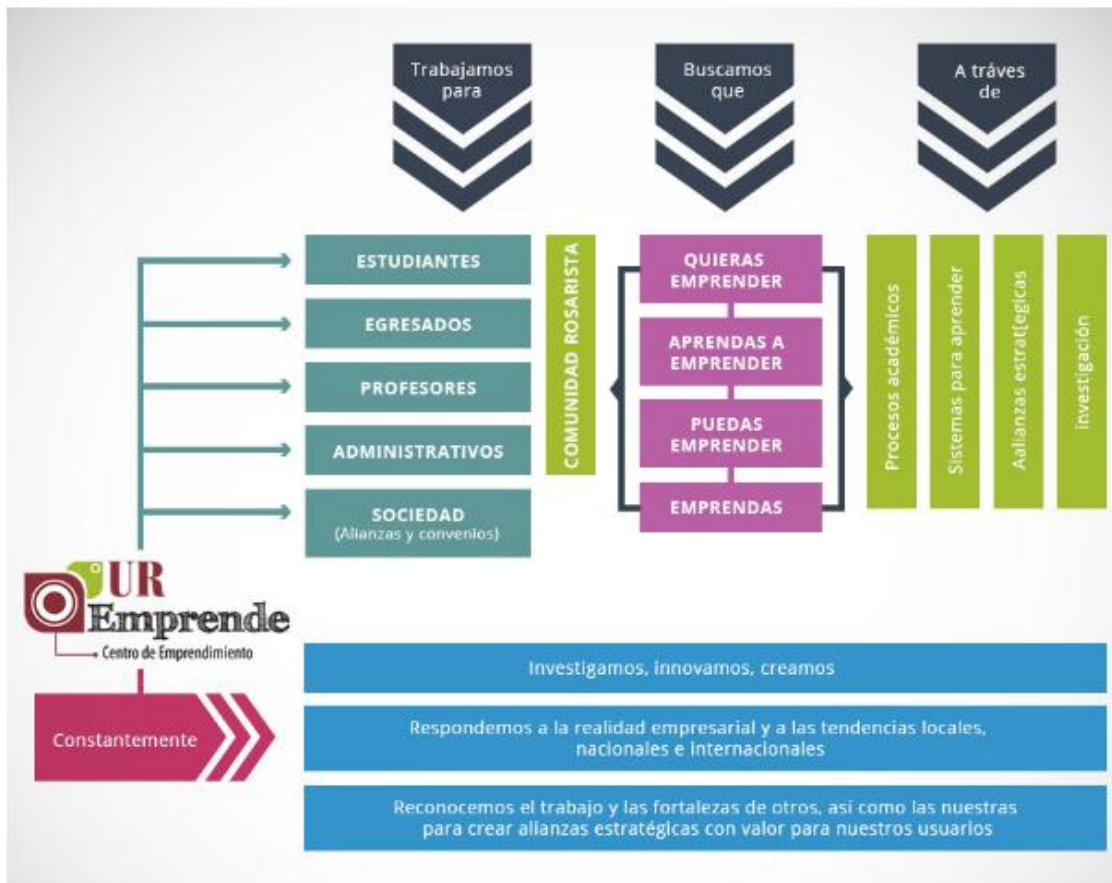 Trabajamos
para
Buscamos
que
A tráves
de
ESTUDIANTES
EGRESADOS
PROFESORES
ADMINISTRATIVOS
SOCIEDAD
(Alianzas y convenios)
COMUNIDAD ROSARISTA
QUIERAS
EMPRENDER
APRENDAS A
EMPRENDER
PUEDAS
EMPRENDER
EMPRENDAS
Procesos académicos
Sistemas para aprender
Aalianzas estrat[egicas
investigación
UR
Emprende
Centro de Emprendimiento
Constantemente
Investigamos, innovamos, creamos
Respondemos a la realidad empresarial y a las tendencias locales,
nacionales e internacionales
Reconocemos el trabajo y las fortalezas de otros, asi como las nuestras
para crear alianzas estratégicas con valor para nuestros usuarios